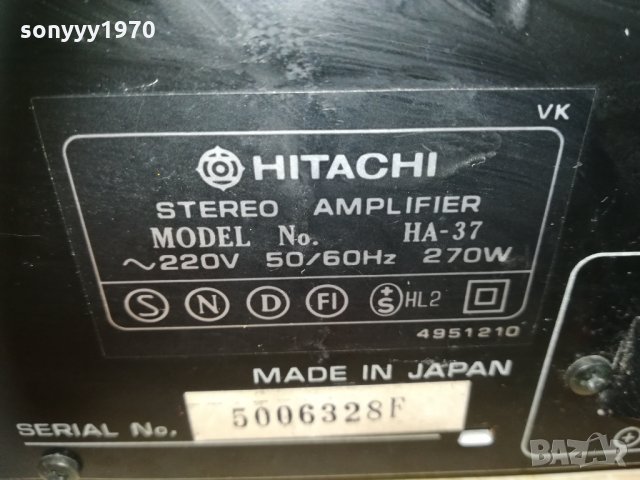 sonyyy1970
VK
HITACHI
STEREO AMPLIFIER
MODEL No. HA-37
~220V 50/60Hz 270W
S N D FI +S HL2
4951210
MADE IN JAPAN
SERIAL No. 5006328F
BAZAR